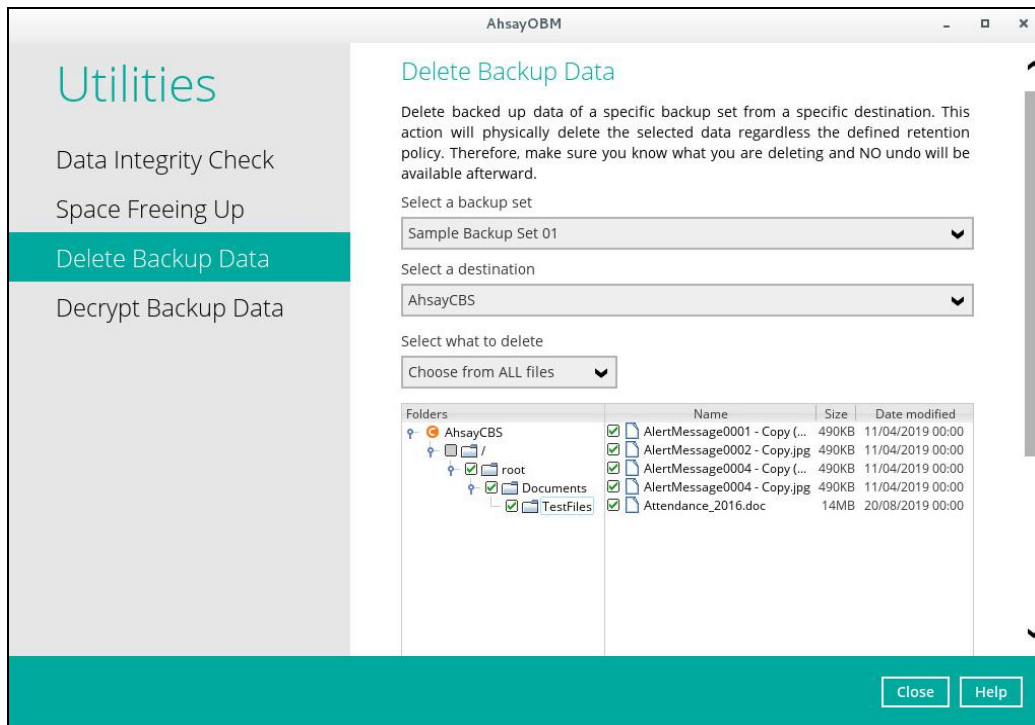 AhsayOBM
Utilities
Data Integrity Check
Space Freeing Up
Delete Backup Data
Decrypt Backup Data
Delete Backup Data
Delete backed up data of a specific backup set from a specific destination. This
action will physically delete the selected data regardless the defined retention
policy. Therefore, make sure you know what you are deleting and NO undo will be
available afterward.
Select a backup set
Sample Backup Set 01
Select a destination
AhsayCBS
Select what to delete
Choose from ALL files
Folders
AhsayCBS
/
root
Documents
TestFiles
Name Size Date modified
AlertMessage0001 - Copy (... 490KB 11/04/2019 00:00
AlertMessage0002 - Copy.jpg 490KB 11/04/2019 00:00
AlertMessage0004 - Copy (... 490KB 11/04/2019 00:00
AlertMessage0004 - Copy.jpg 490KB 11/04/2019 00:00
Attendance_2016.doc 14MB 20/08/2019 00:00
Close Help